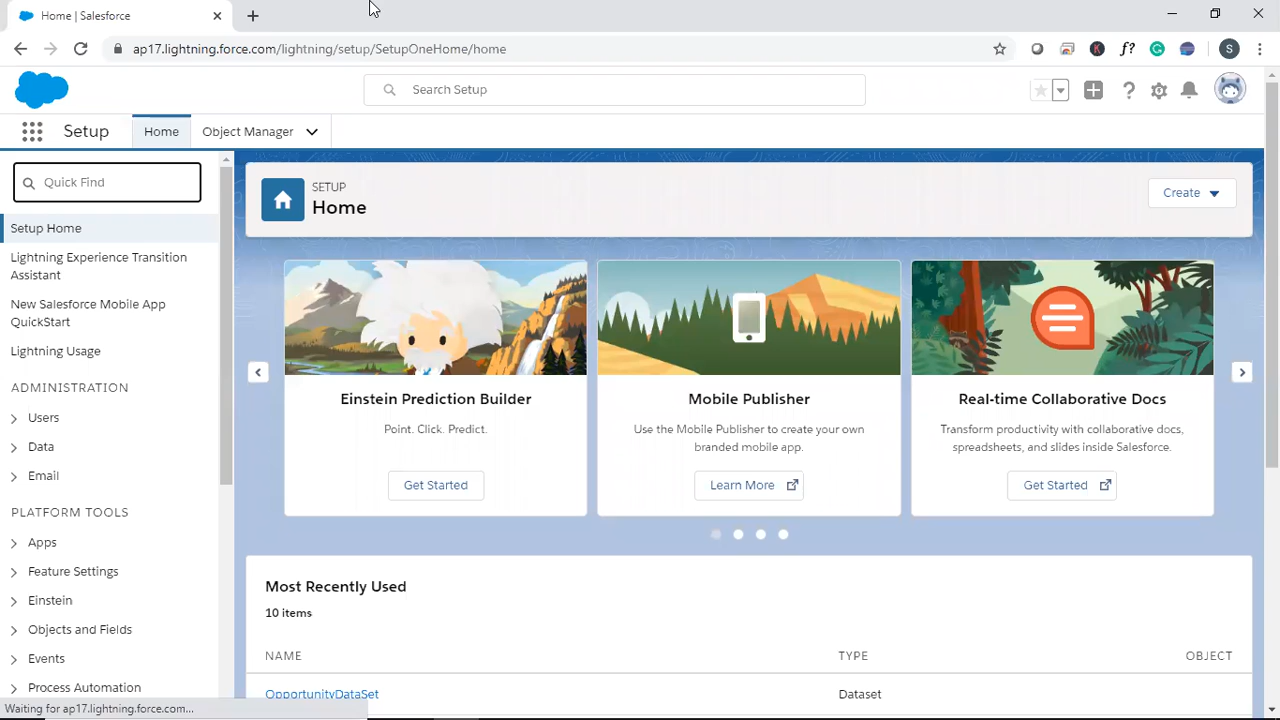 Home | Salesforce
ap17.lightning.force.com/lightning/setup/SetupOneHome/home
K
f?
S
Search Setup
Setup
Home
Object Manager
Quick Find
Setup Home
Lightning Experience Transition
Assistant
New Salesforce Mobile App
QuickStart
Lightning Usage
ADMINISTRATION
Users
Data
Email
PLATFORM TOOLS
Apps
Feature Settings
Einstein
Objects and Fields
Events
Process Automation
Waiting for ap17.lightning.force.com...
SETUP
Home
Create
Einstein Prediction Builder
Point. Click. Predict.
Get Started
Mobile Publisher
Use the Mobile Publisher to create your own
branded mobile app.
Learn More
Real-time Collaborative Docs
Transform productivity with collaborative docs,
spreadsheets, and slides inside Salesforce.
Get Started
Most Recently Used
10 items
NAME
TYPE
OBJECT
OpportunityDataSet
Dataset